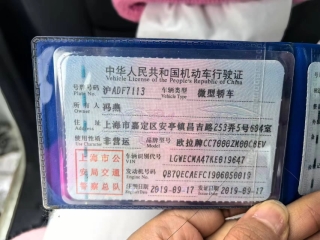 中华人民共和国机动车行驶证
Vehicle License of the People's Republic of China
号牌号码 沪ADF7113 车辆类型 微型轿车
Plate No. Vehicle Type
所有人 冯燕
Owner
住址 上海市嘉定区安亭镇昌吉路253弄5号604室
Address
使用性质 非营运 品牌型号 欧拉牌CC7000ZM00CBEV
Use Character Model
上海市公安局交通警察总队
车辆识别代号 LGWECKA47KE019647
VIN
发动机号码 QB7QECAEFC1906050019
Engine No.
注册日期 2019-09-17 发证日期 2019-09-17